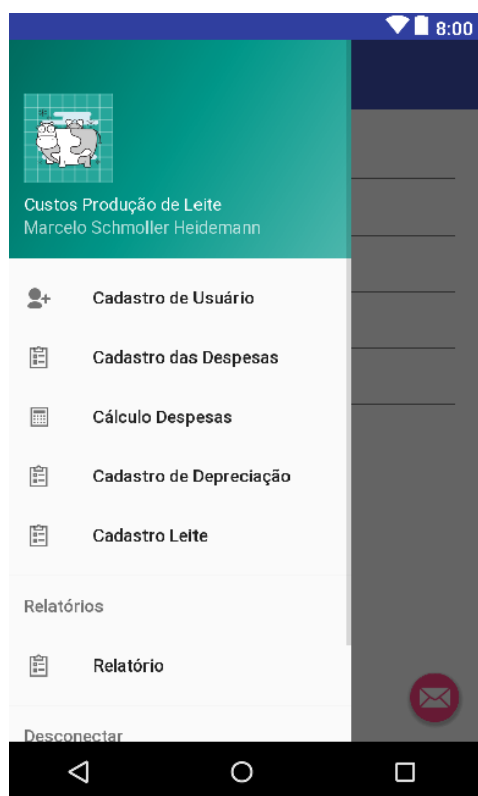 8:00
Custos Produção de Leite
Marcelo Schmoller Heidemann
Cadastro de Usuário
Cadastro das Despesas
Cálculo Despesas
Cadastro de Depreciação
Cadastro Leite
Relatórios
Relatório
Desconectar